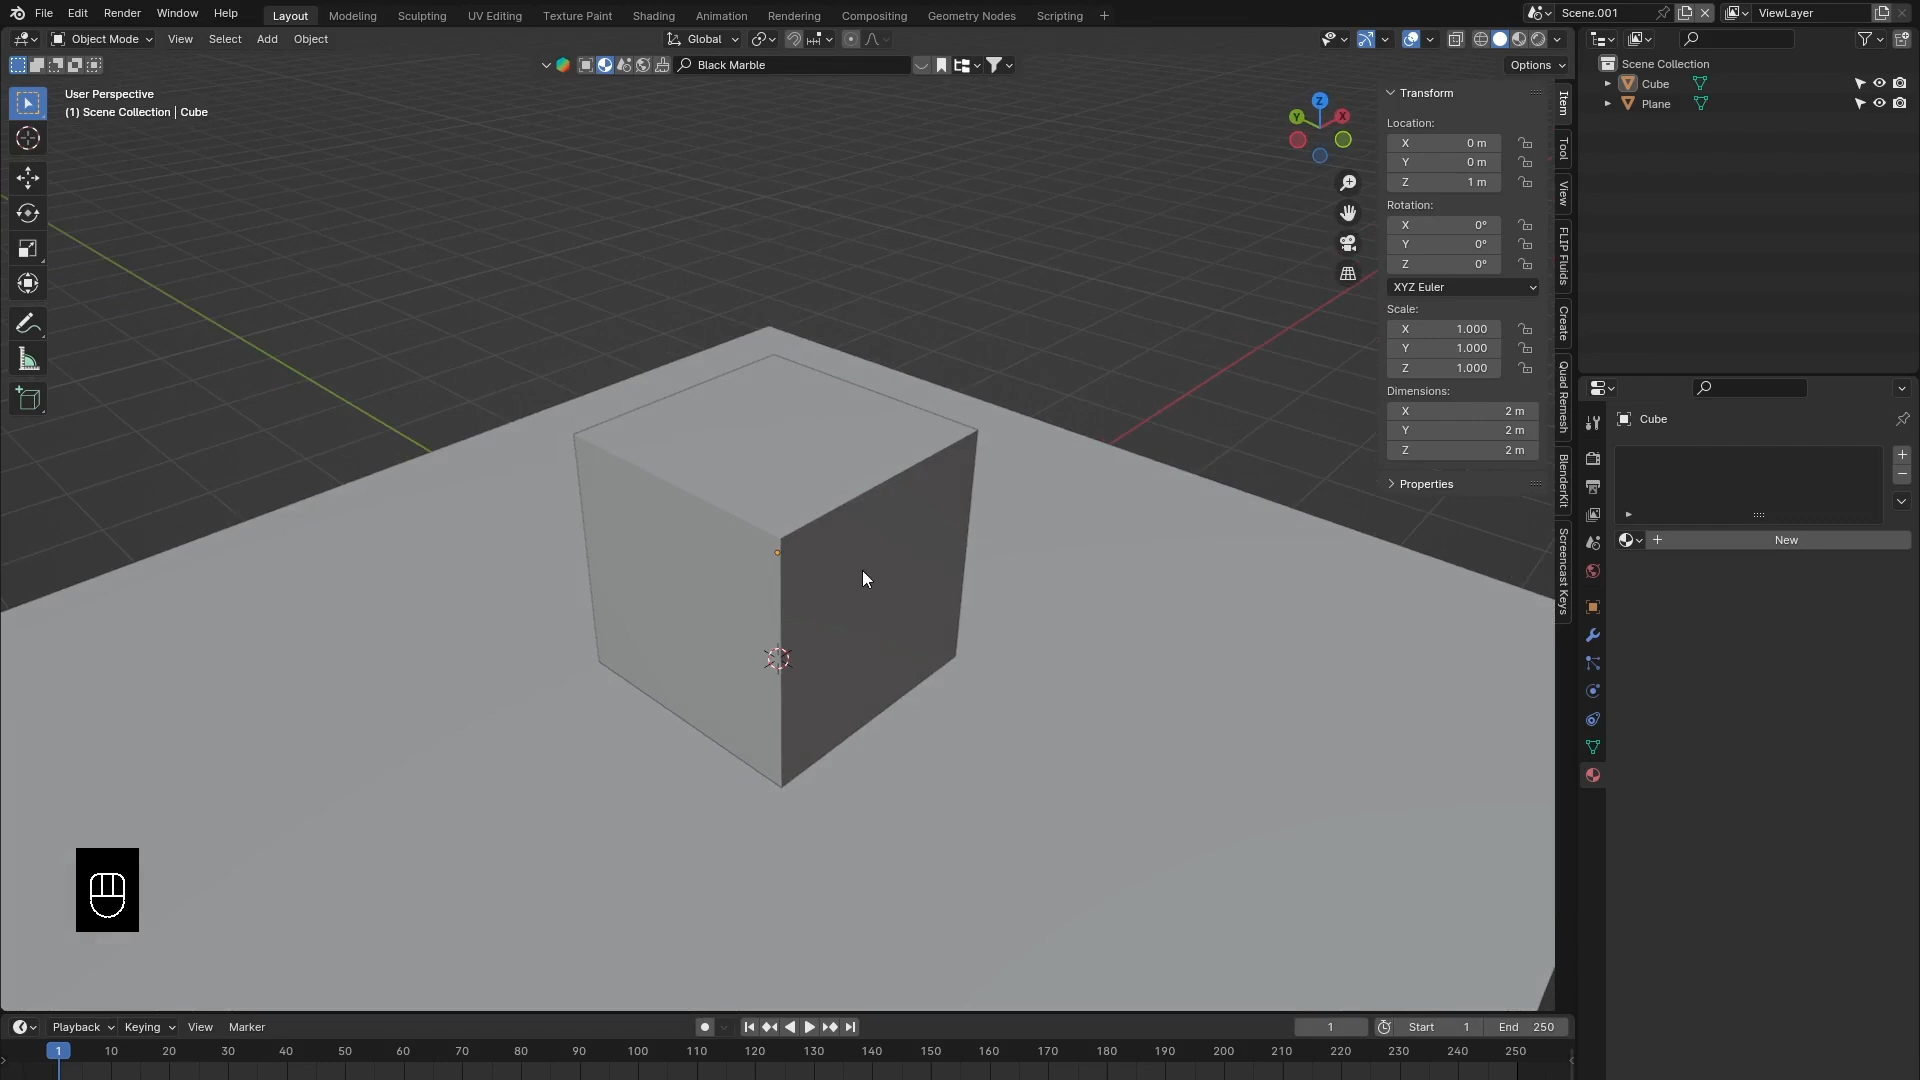 File Edit Render Window Help Layout Modeling Sculpting UV Editing Texture Paint Shading Animation Rendering Compositing Geometry Nodes Scripting + Scene.001 ViewLayer
Object Mode View Select Add Object Global
Black Marble Options
User Perspective
(1) Scene Collection | Cube
Z
Y
X
Transform
Location:
X 0 m
Y 0 m
Z 1 m
Rotation:
X 0°
Y 0°
Z 0°
XYZ Euler
Scale:
X 1.000
Y 1.000
Z 1.000
Dimensions:
X 2 m
Y 2 m
Z 2 m
Properties
Item
Tool
View
FLIP Fluids
Create
Quad Remesh
BlenderKit
Screencast Keys
Scene Collection
Cube
Plane
Cube
New
Playback Keying View Marker 1 Start 1 End 250
1 10 20 30 40 50 60 70 80 90 100 110 120 130 140 150 160 170 180 190 200 210 220 230 240 250